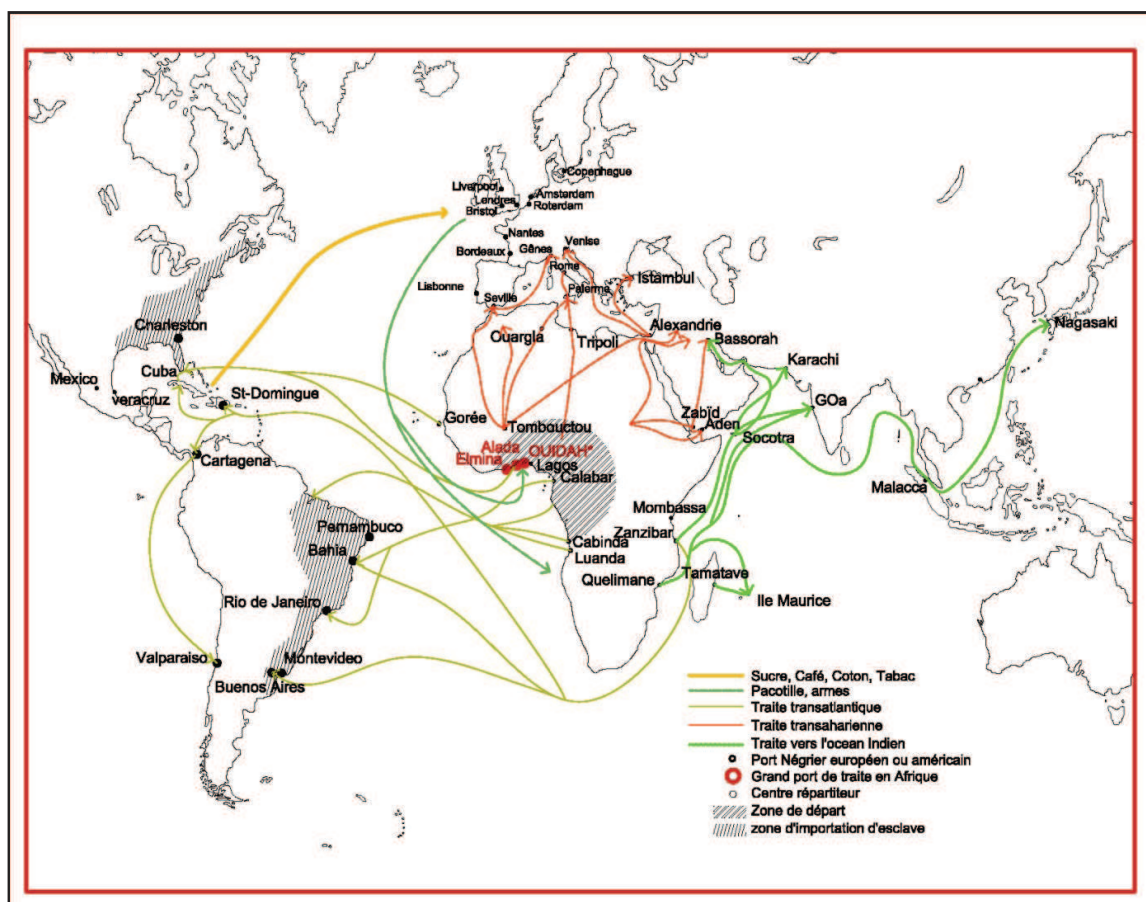 Copenhague
Liverpool
Amsterdam
Londres
Roterdam
Bristol
Nantes
Venise
Bordeaux
Gênes
Rome
Istambul
Lisbonne
Palerme
Seville
Charleston
Alexandrie
Nagasaki
Ouargla
Tripoli
Bassorah
Karachi
Cuba
Mexico
St-Domingue
veracruz
GOa
Gorée
Zabïd
Tombouctou
Aden
Alada
OUIDAH*
Socotra
Cartagena
Elmina
Lagos
Calabar
Malacca
Mombassa
Pernambuco
Cabinda
Zanzibar
Bahia
Luanda
Tamatave
Quelimane
Ile Maurice
Rio de Janeiro
Valparaiso
Montevideo
Buenos Aires
Sucre, Café, Coton, Tabac
Pacotille, armes
Traite transatlantique
Traite transaharienne
Traite vers l'ocean Indien
Port Négrier européen ou américain
Grand port de traite en Afrique
Centre répartiteur
Zone de départ
zone d'importation d'esclave